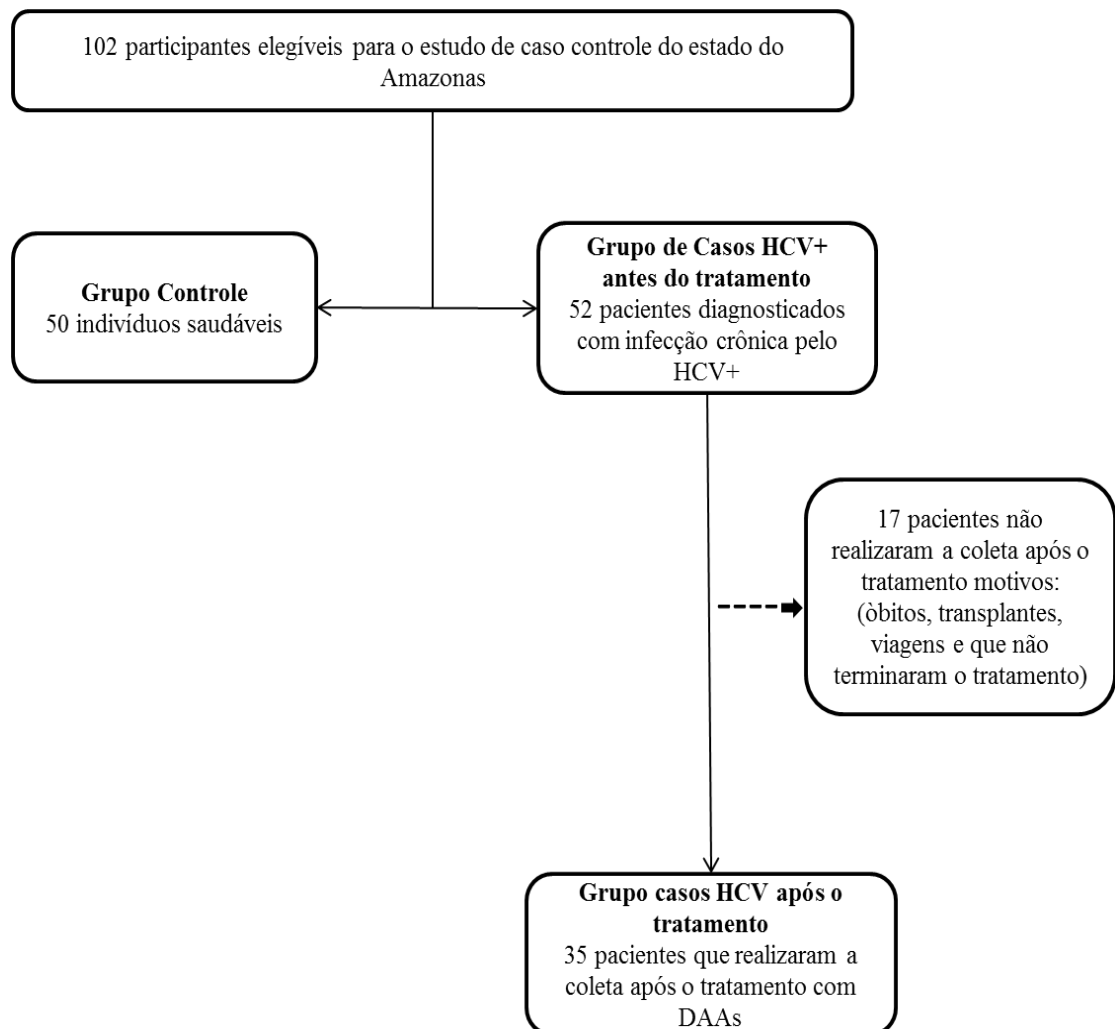 102 participantes elegíveis para o estudo de caso controle do estado do
Amazonas
Grupo Controle
50 indivíduos saudáveis
Grupo de Casos HCV+
antes do tratamento
52 pacientes diagnosticados
com infecção crônica pelo
HCV+
17 pacientes não
realizaram a coleta após o
tratamento motivos:
(òbitos, transplantes,
viagens e que não
terminaram o tratamento)
Grupo casos HCV após o
tratamento
35 pacientes que realizaram a
coleta após o tratamento com
DAAs